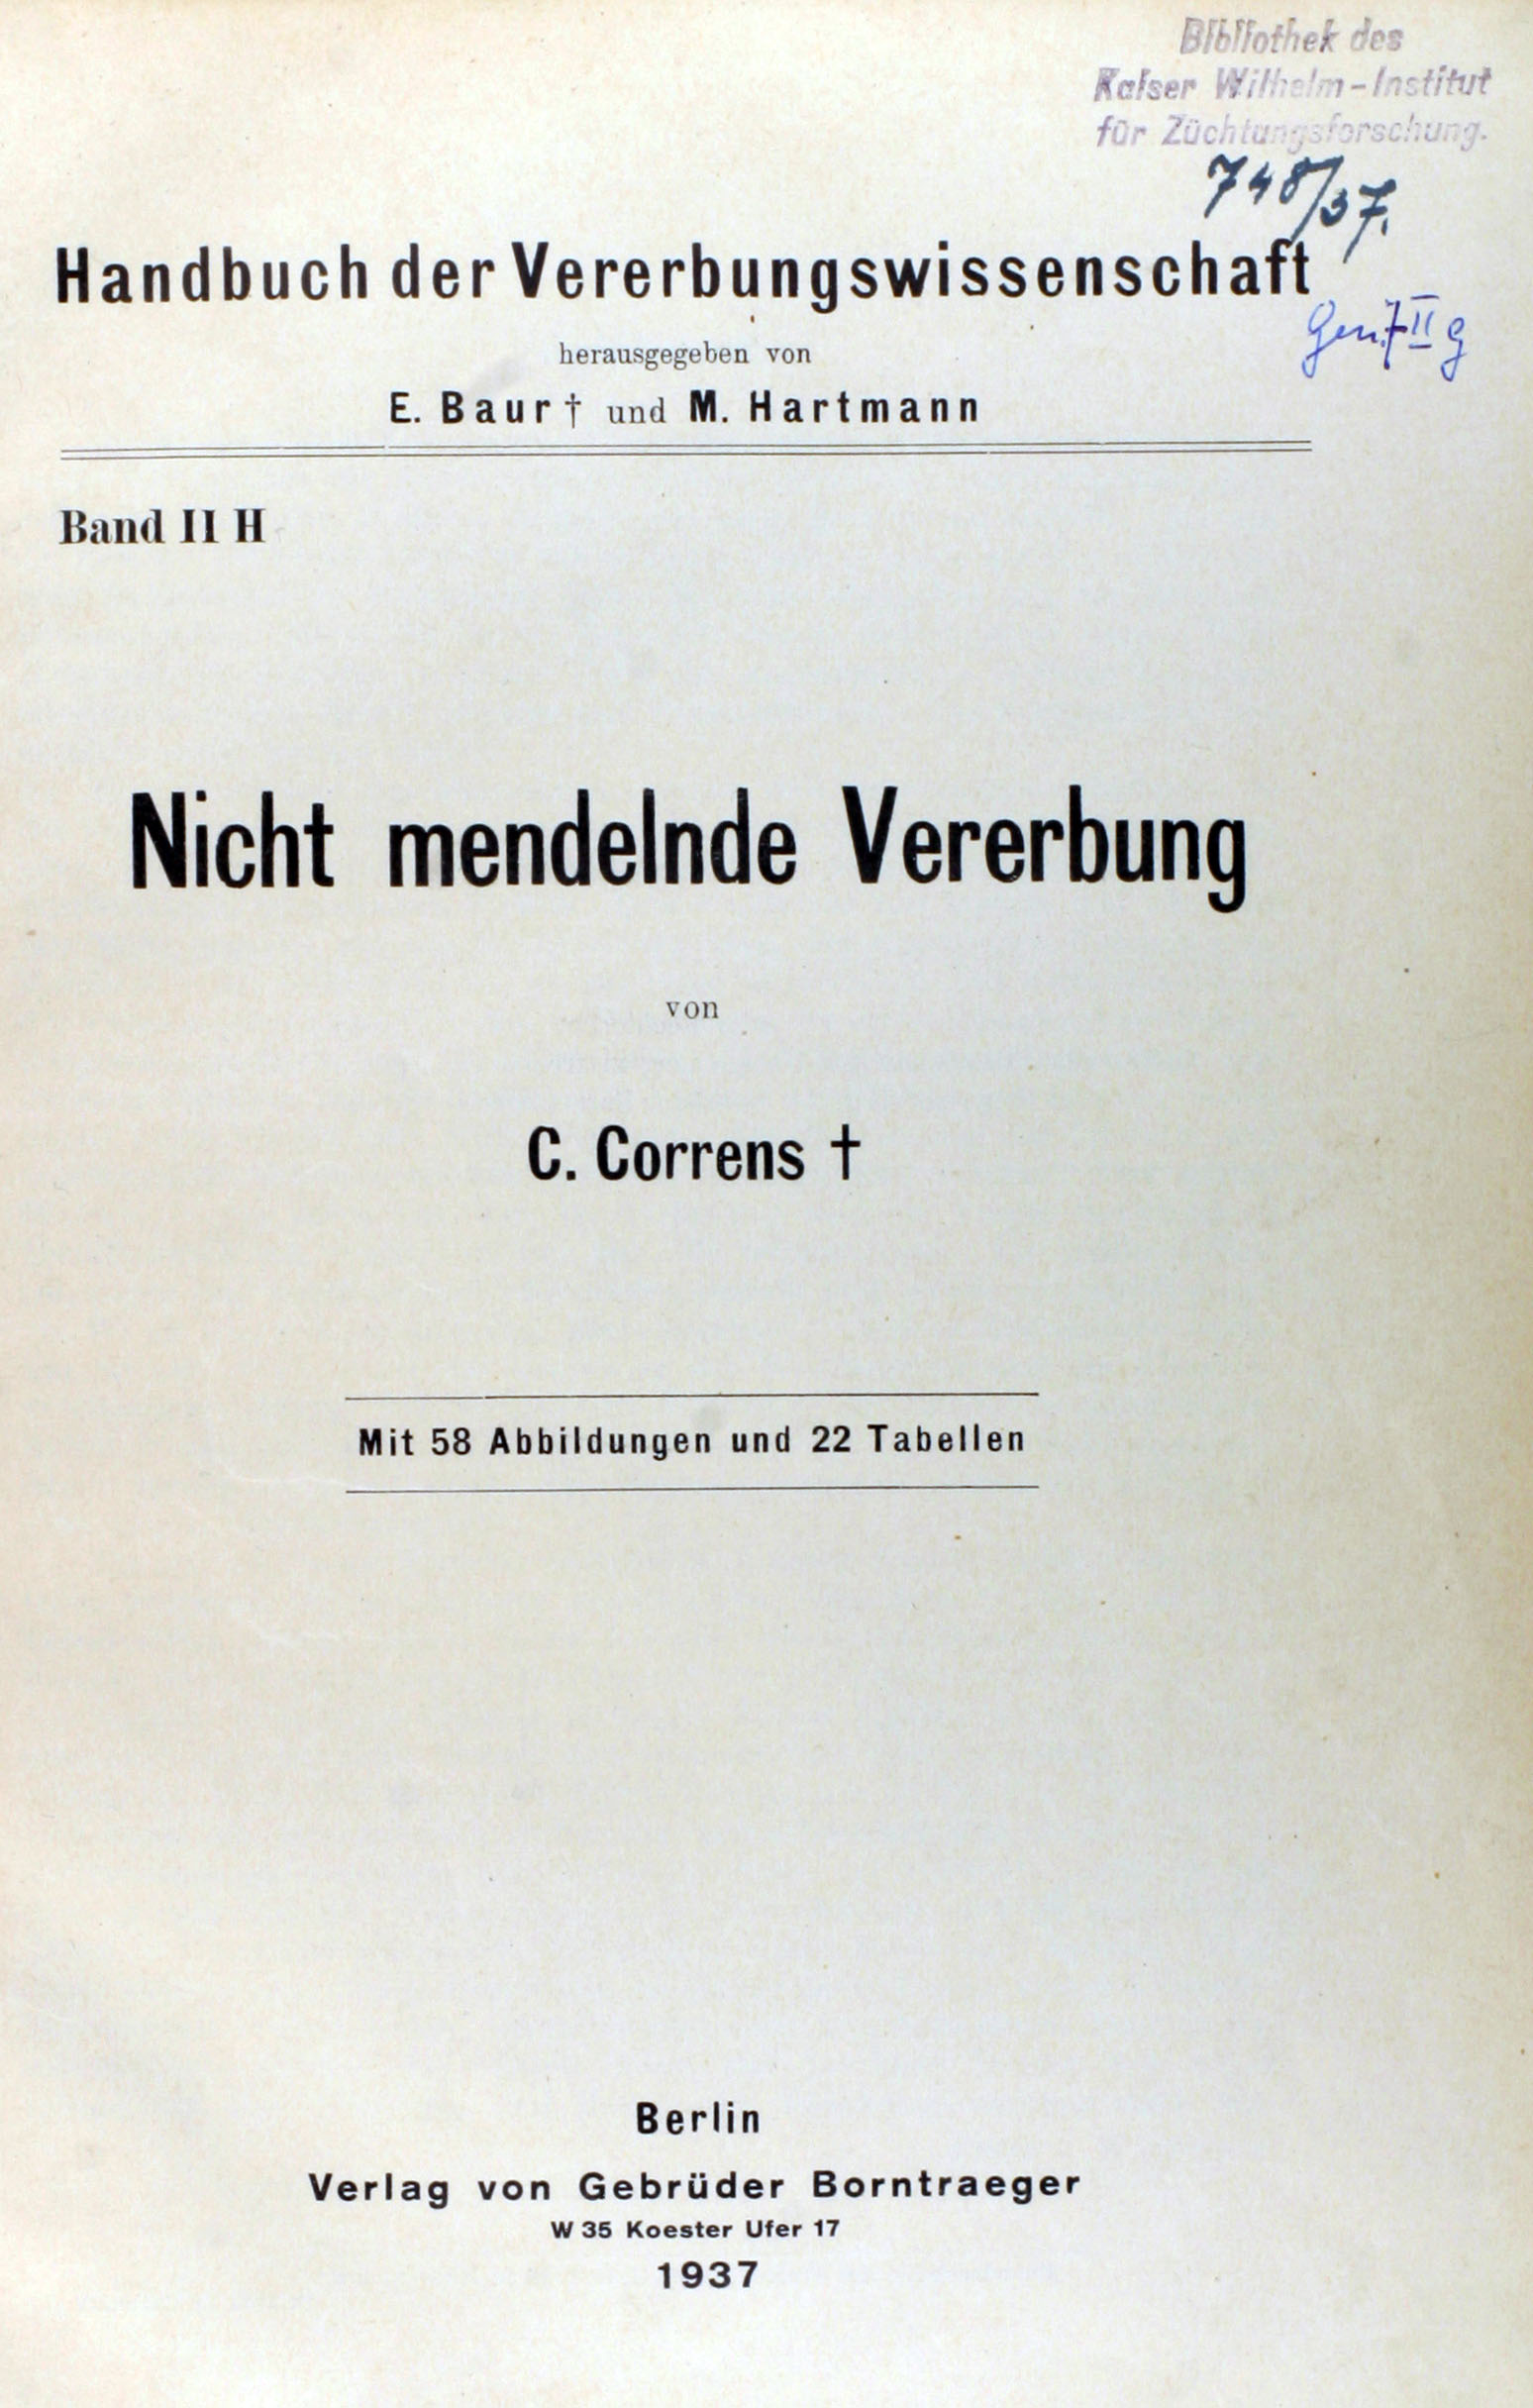 Bibliothek des
Kaiser Wilhelm-Institut
für Züchtungsforschung.
748/37.
Handbuch der Vererbungswissenschaft
herausgegeben von
E. Baur † und M. Hartmann
Band II H
Nicht mendelnde Vererbung
von
C. Correns †
Mit 58 Abbildungen und 22 Tabellen
Berlin
Verlag von Gebrüder Borntraeger
W 35 Koester Ufer 17
1937